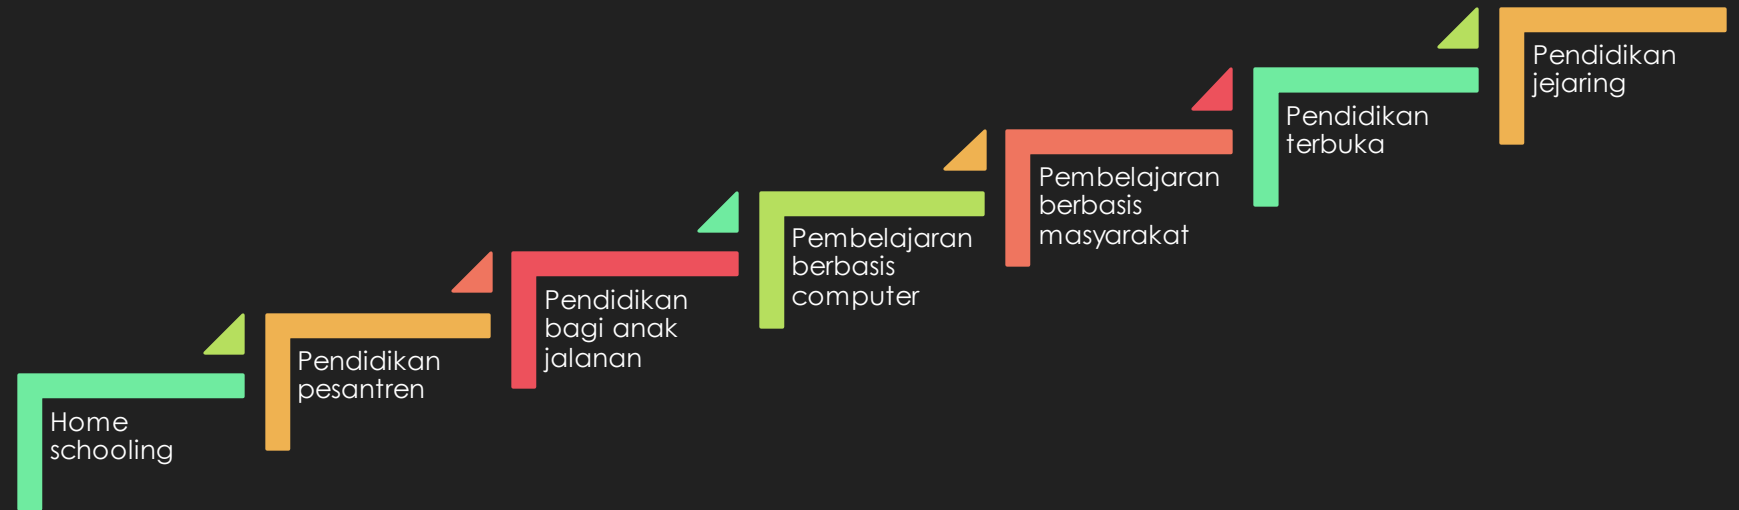 Home
schooling
Pendidikan
pesantren
Pendidikan
bagi anak
jalanan
Pembelajaran
berbasis
computer
Pembelajaran
berbasis
masyarakat
Pendidikan
terbuka
Pendidikan
jejaring